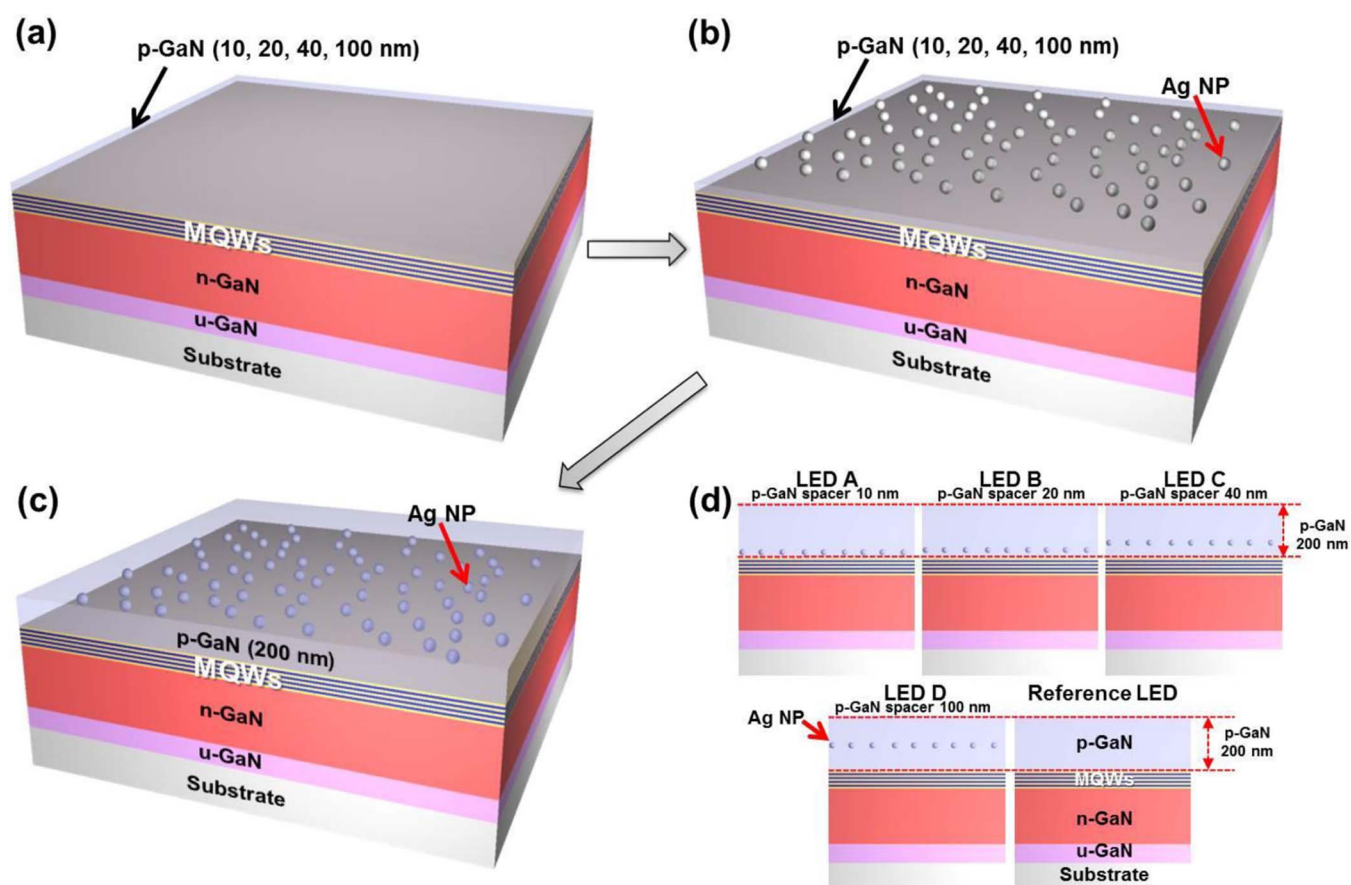 (a)
p-GaN (10, 20, 40, 100 nm)
MQWs
n-GaN
u-GaN
Substrate
(b)
p-GaN (10, 20, 40, 100 nm)
Ag NP
MQWs
n-GaN
u-GaN
Substrate
(c)
Ag NP
p-GaN (200 nm)
MQWs
n-GaN
u-GaN
Substrate
(d)
LED A
p-GaN spacer 10 nm
LED B
p-GaN spacer 20 nm
LED C
p-GaN spacer 40 nm
p-GaN
200 nm
LED D
p-GaN spacer 100 nm
Ag NP
Reference LED
p-GaN
MQWs
n-GaN
u-GaN
Substrate
p-GaN
200 nm